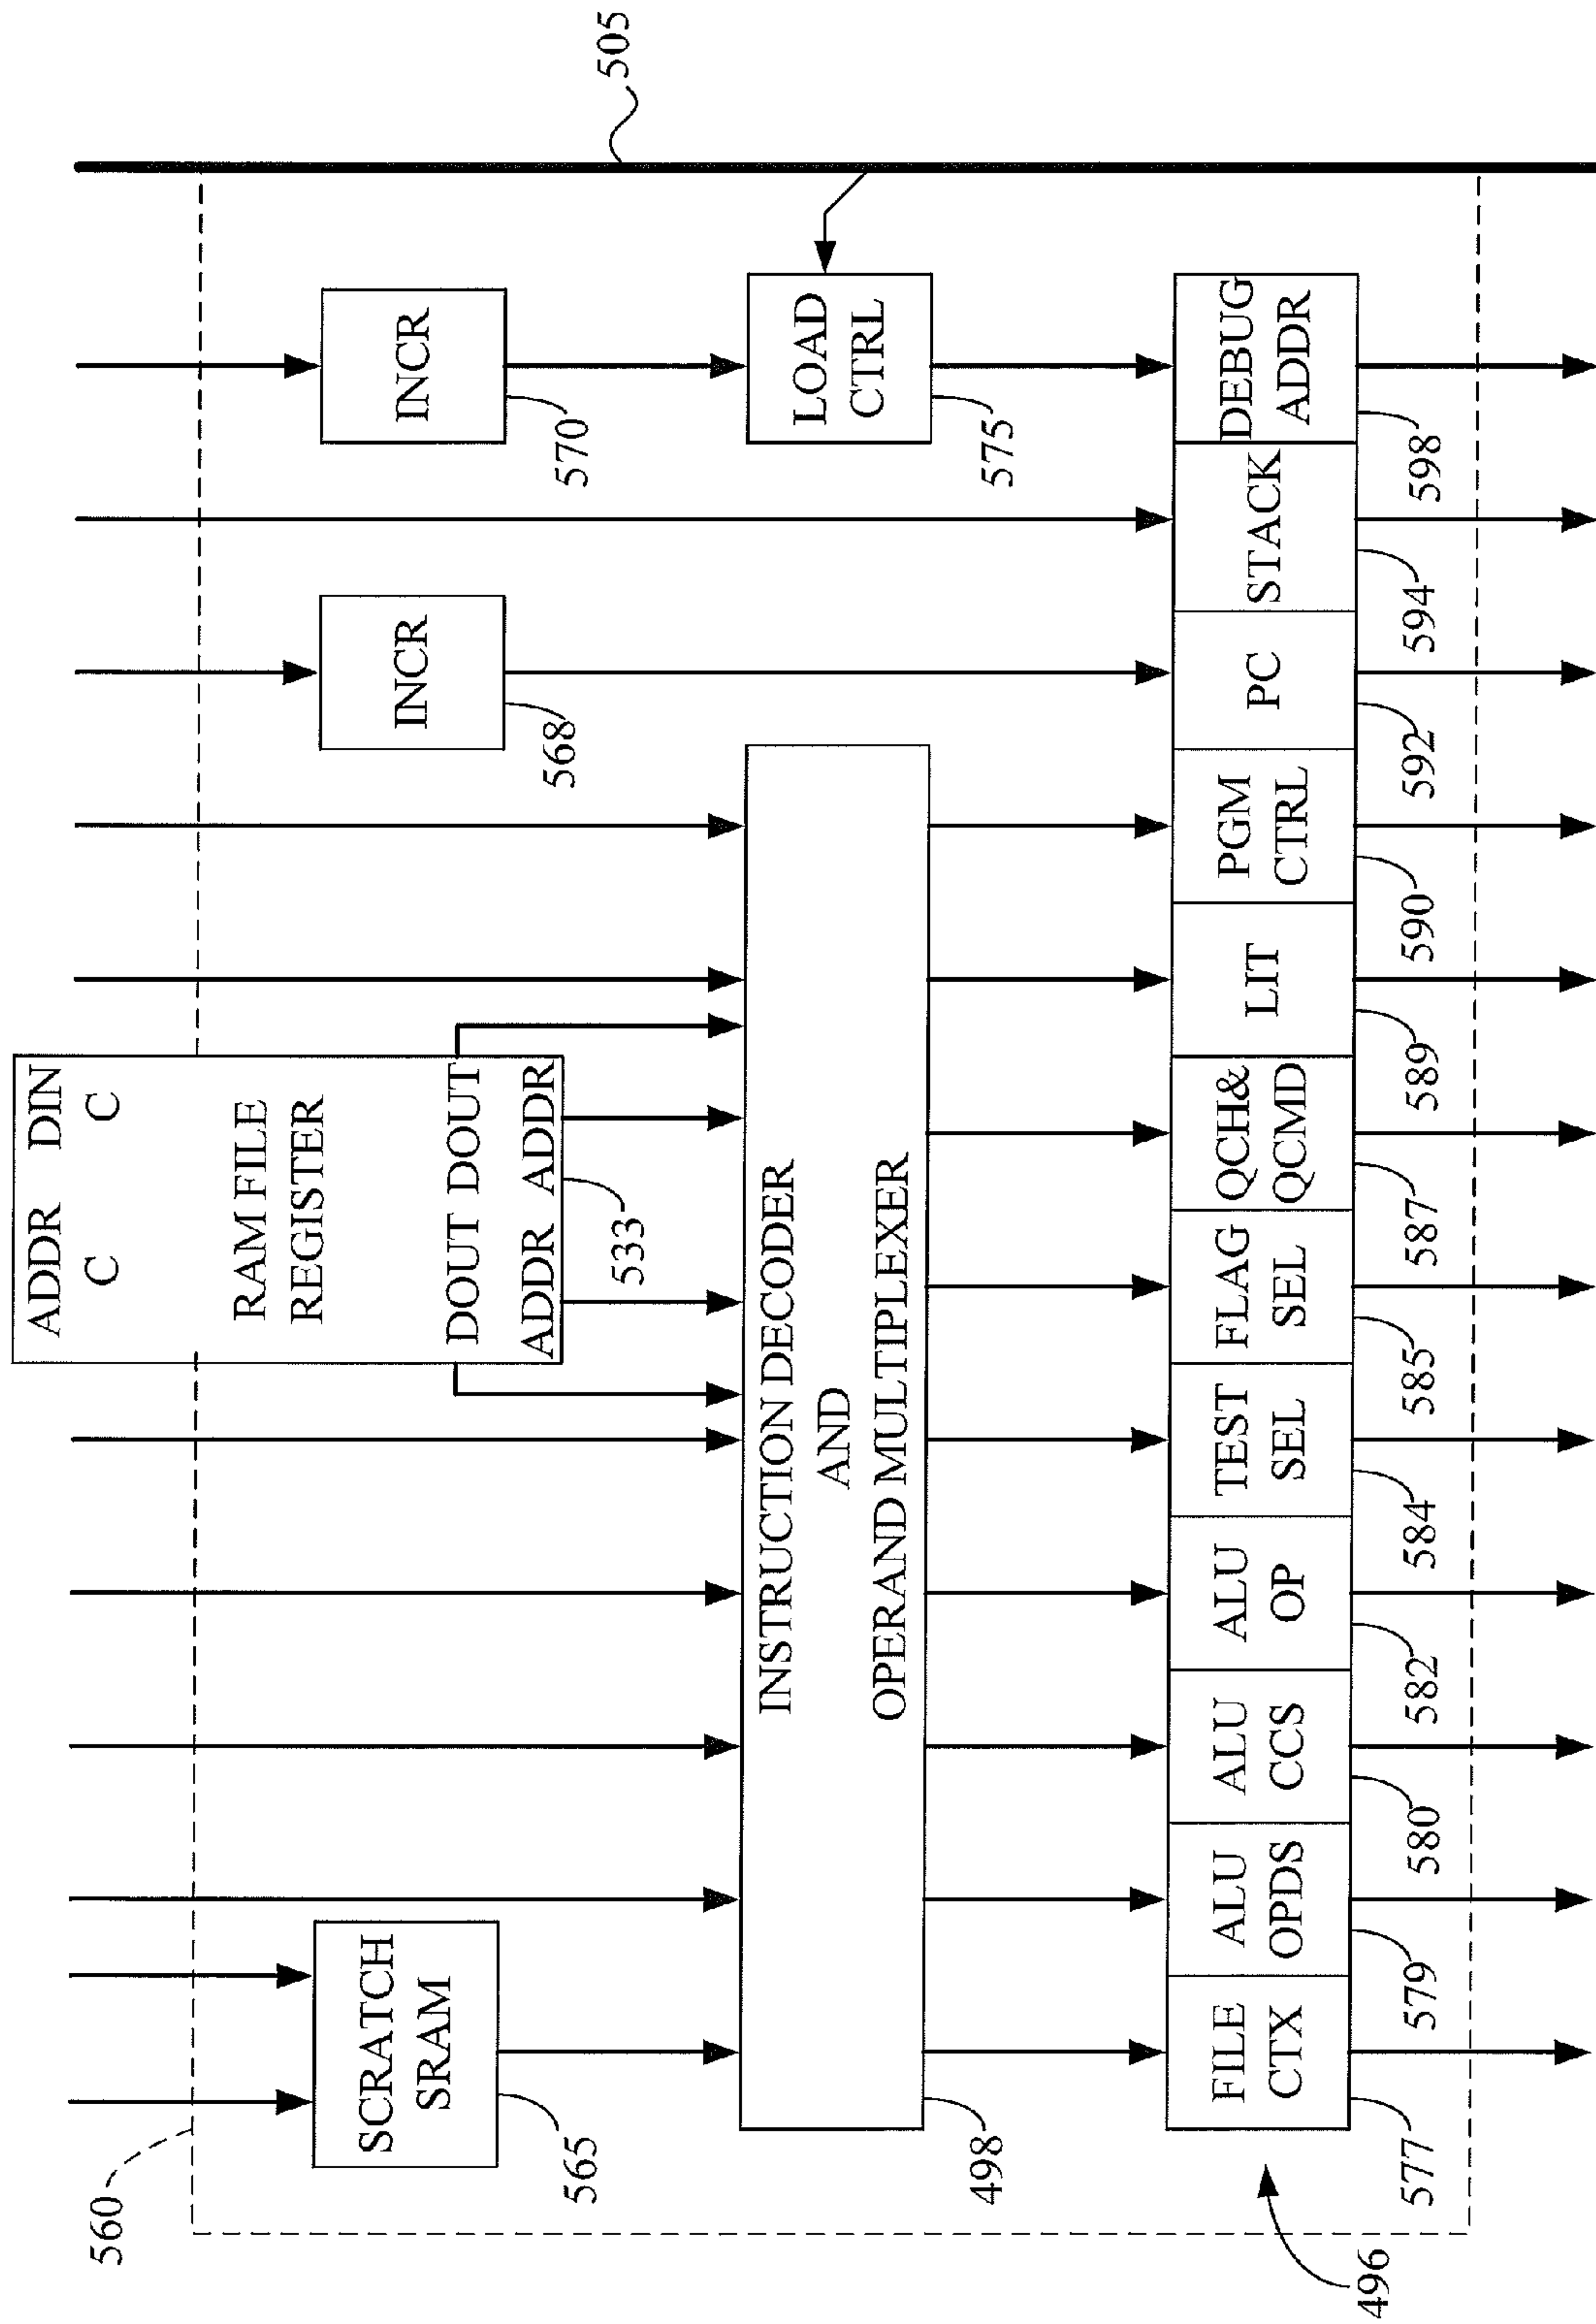 560
ADDR DIN
C C
RAM FILE
REGISTER
DOUT DOUT
ADDR ADDR
533
505
SCRATCH
SRAM
565
INCR
568
INCR
570
INSTRUCTION DECODER
AND
OPERAND MULTIPLEXER
498
LOAD
CTRL
575
FILE
CTX
ALU
OPDS
ALU
CCS
ALU
OP
TEST
SEL
FLAG
SEL
QCH&
QCMD
LIT
PGM
CTRL
PC
STACK
DEBUG
ADDR
496
577
579
580
582
584
585
587
589
590
592
594
598